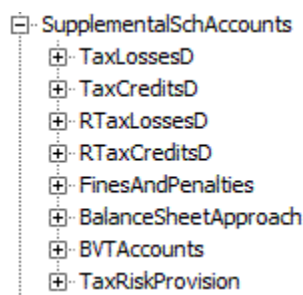 SupplementalSchAccounts
TaxLossesD
TaxCreditsD
RTaxLossesD
RTaxCreditsD
FinesAndPenalties
BalanceSheetApproach
BVTAccounts
TaxRiskProvision